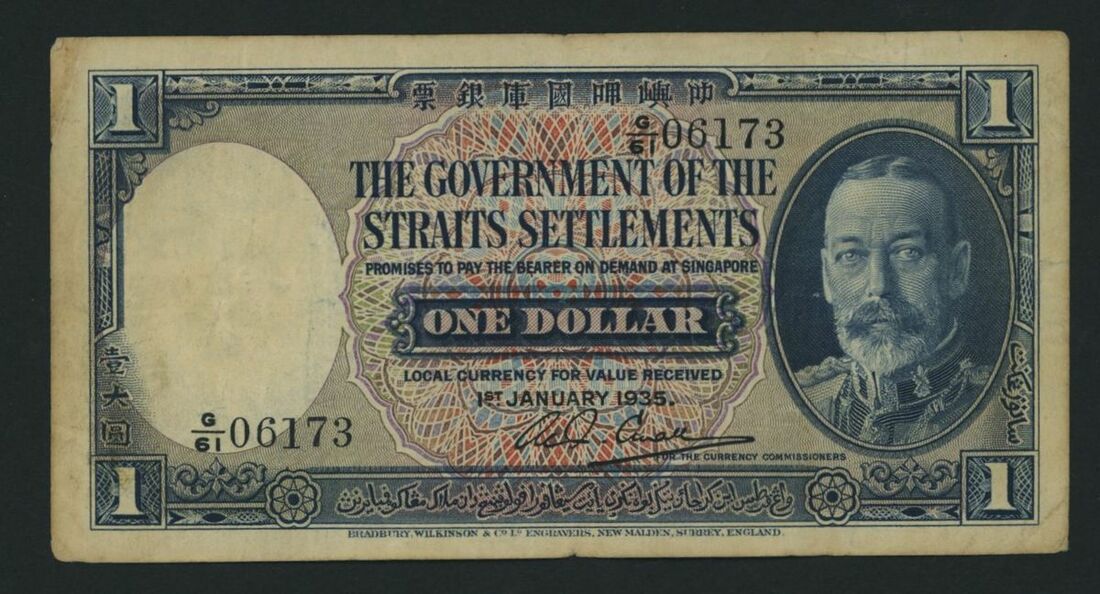 1
叻嶼呷國庫銀票
1
G/61 06173
THE GOVERNMENT OF THE
STRAITS SETTLEMENTS
PROMISES TO PAY THE BEARER ON DEMAND AT SINGAPORE
ONE DOLLAR
LOCAL CURRENCY FOR VALUE RECEIVED
1ST JANUARY 1935.
壹大圓
G/61 06173
FOR THE CURRENCY COMMISSIONERS
1
1
BRADBURY, WILKINSON & Co Ld ENGRAVERS, NEW MALDEN, SURREY, ENGLAND.